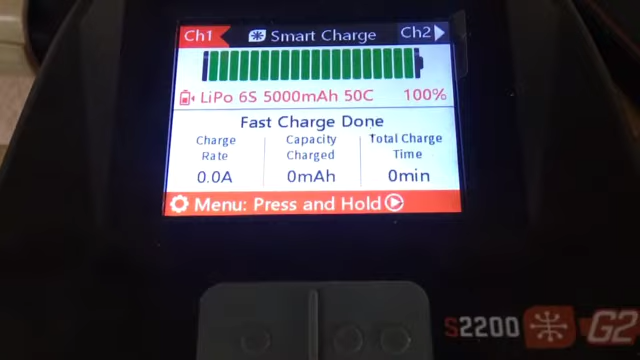 Ch1 Smart Charge Ch2
LiPo 6S 5000mAh 50C 100%
Fast Charge Done
Charge Rate
Capacity Charged
Total Charge Time
0.0A 0mAh 0min
Menu: Press and Hold
S2200 G2